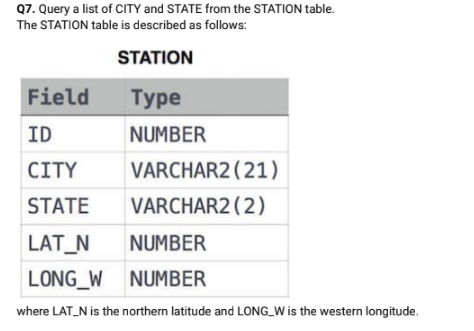 Q7. Query a list of CITY and STATE from the STATION table.
The STATION table is described as follows:
STATION
Field Type
ID NUMBER
CITY VARCHAR2(21)
STATE VARCHAR2(2)
LAT_N NUMBER
LONG_W NUMBER
where LAT_N is the northern latitude and LONG_W is the western longitude.